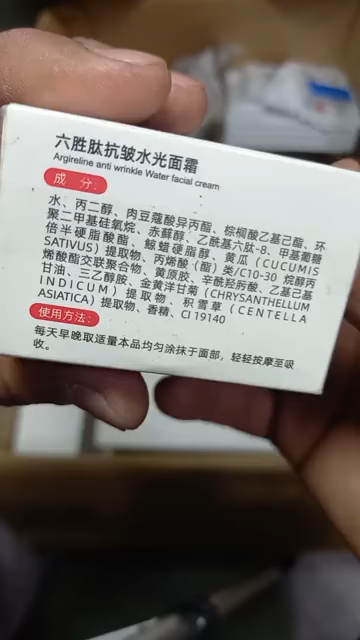 六胜肽抗皱水光面霜
Argireline anti wrinkle Water facial cream
成 分：
水、丙二醇、肉豆蔻酸异丙酯、棕榈酸乙基己酯、环
聚二甲基硅氧烷、赤藓醇、乙酰基六肽-8、甲基葡糖
倍半硬脂酸酯、鲸蜡硬脂醇、黄瓜（CUCUMIS
SATIVUS）提取物、丙烯酸（酯）类/C10-30 烷醇丙
烯酸酯交联聚合物、黄原胶、辛酰羟肟酸、乙基己基
甘油、三乙醇胺、金黄洋甘菊（CHRYSANTHELLUM
INDICUM）提取物、积雪草（CENTELLA
ASIATICA）提取物、香精、CI 19140
使用方法：
每天早晚取适量本品均匀涂抹于面部，轻轻按摩至吸
收。